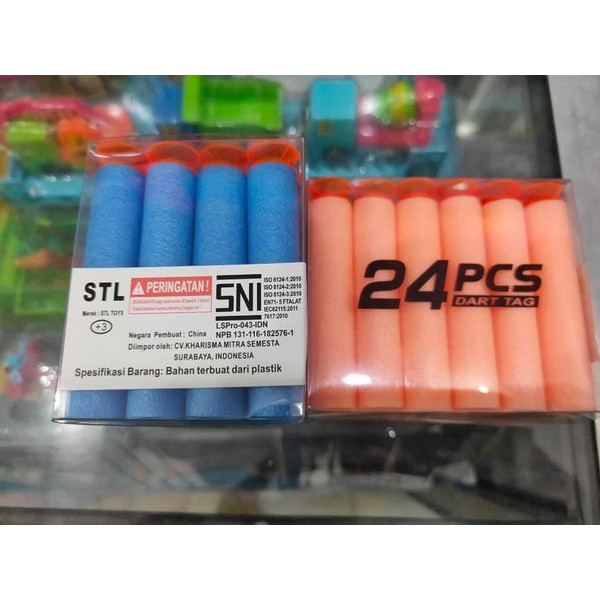 STL
Merek : STL TOYS
+3
PERINGATAN !
SNI
ISO 8124-1:2010
ISO 8124-2:2010
ISO 8124-3:2010
EN71- 5 FTALAT
IEC62115:2011
7617:2010
LSPro-043-IDN
NPB 131-116-182576-1
Negara Pembuat : China
Diimpor oleh: CV.KHARISMA MITRA SEMESTA
SURABAYA, INDONESIA
Spesifikasi Barang: Bahan terbuat dari plastik
24 PCS
DART TAG